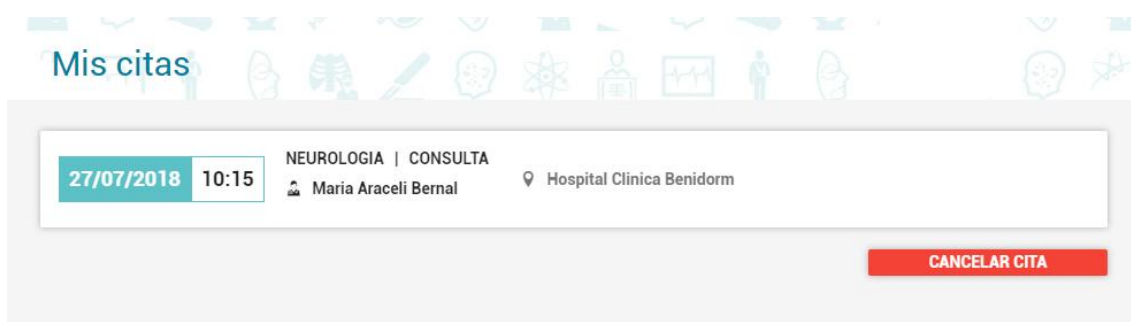 Mis citas
27/07/2018 10:15
NEUROLOGIA | CONSULTA
Maria Araceli Bernal
Hospital Clinica Benidorm
CANCELAR CITA